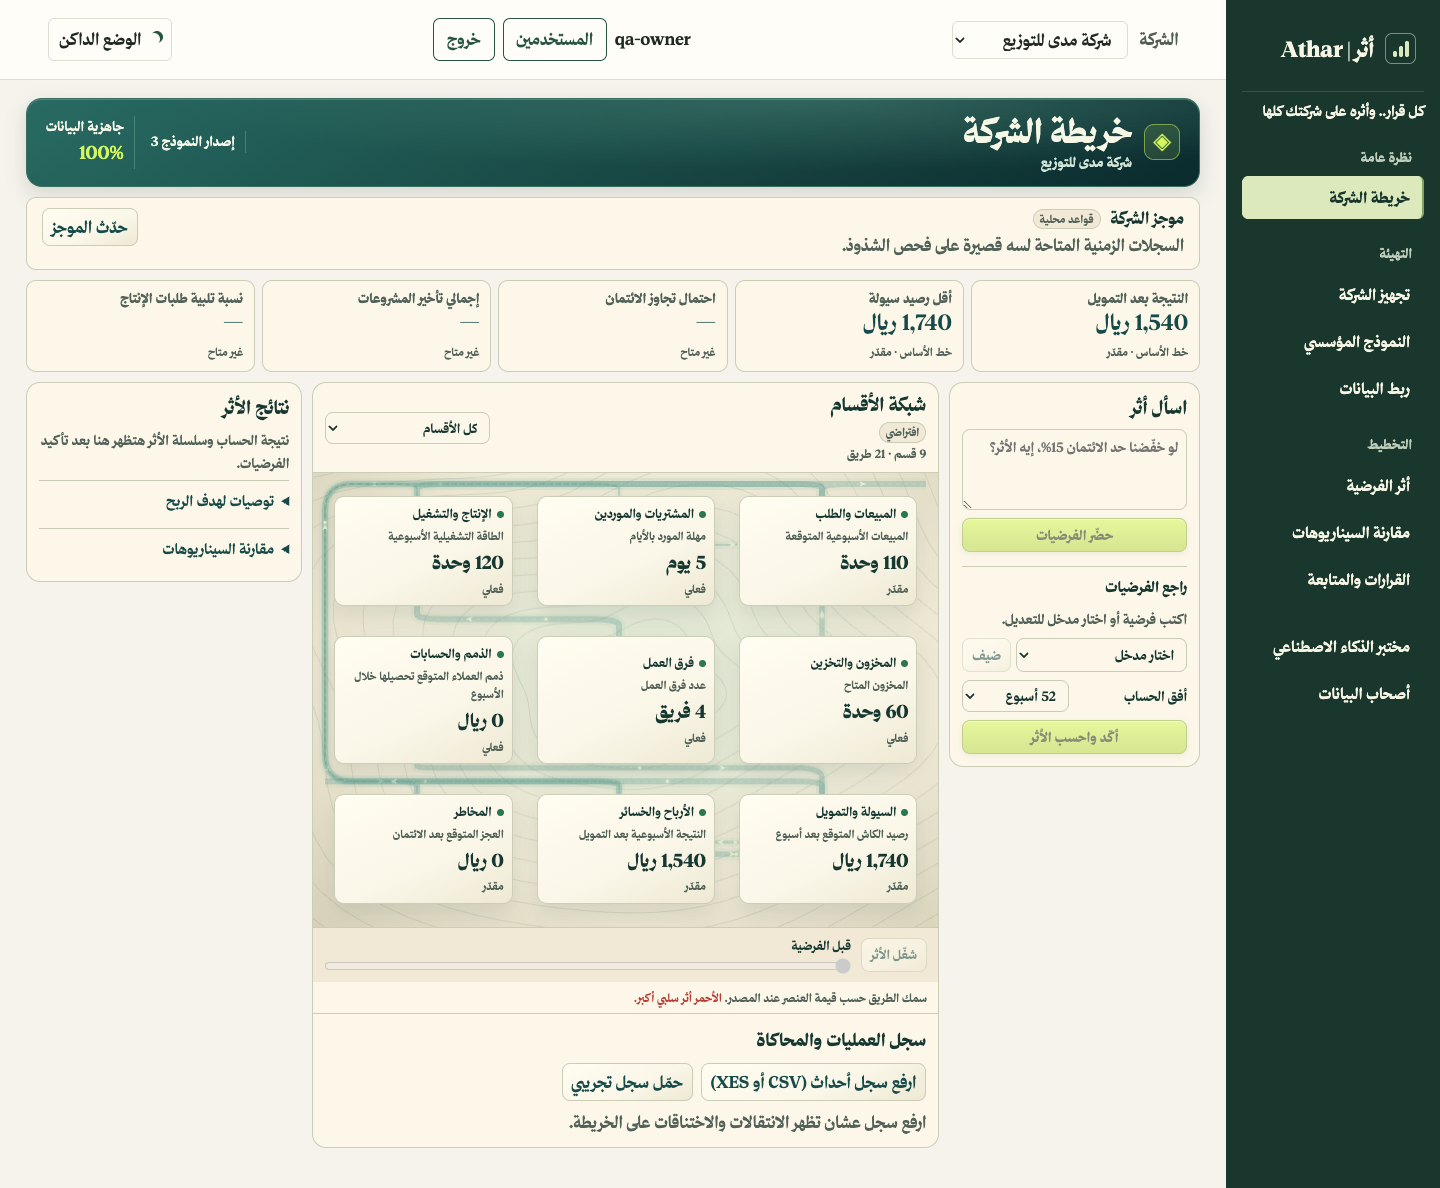 أثر | Athar
كل قرار.. وأثره على شركتك كلها
نظرة عامة
خريطة الشركة
التهيئة
تجهيز الشركة
النموذج المؤسسي
ربط البيانات
التخطيط
أثر الفرضية
مقارنة السيناريوهات
القرارات والمتابعة
مختبر الذكاء الاصطناعي
أصحاب البيانات
الشركة
شركة مدى للتوزيع
qa-owner
المستخدمين
خروج
الوضع الداكن
خريطة الشركة
شركة مدى للتوزيع
إصدار النموذج 3
جاهزية البيانات
100%
موجز الشركة
قواعد محلية
السجلات الزمنية المتاحة لسه قصيرة على فحص الشذوذ.
حدّث الموجز
النتيجة بعد التمويل
1,540 ريال
خط الأساس · مقدّر
أقل رصيد سيولة
1,740 ريال
خط الأساس · مقدّر
احتمال تجاوز الائتمان
—
غير متاح
إجمالي تأخير المشروعات
—
غير متاح
نسبة تلبية طلبات الإنتاج
—
غير متاح
اسأل أثر
لو خفّضنا حد الائتمان 15%، إيه الأثر؟
حضّر الفرضيات
راجع الفرضيات
اكتب فرضية أو اختار مدخل للتعديل.
اختار مدخل
ضيف
أفق الحساب
52 أسبوع
أكّد واحسب الأثر
شبكة الأقسام
افتراضي
9 قسم · 21 طريق
كل الأقسام
المبيعات والطلب
المبيعات الأسبوعية المتوقعة
110 وحدة
مقدّر
المشتريات والموردين
مهلة المورد بالأيام
5 يوم
فعلي
الإنتاج والتشغيل
الطاقة التشغيلية الأسبوعية
120 وحدة
فعلي
المخزون والتخزين
المخزون المتاح
60 وحدة
فعلي
فرق العمل
عدد فرق العمل
4 فريق
فعلي
الذمم والحسابات
ذمم العملاء المتوقع تحصيلها خلال
الأسبوع
0 ريال
فعلي
السيولة والتمويل
رصيد الكاش المتوقع بعد أسبوع
1,740 ريال
مقدّر
الأرباح والخسائر
النتيجة الأسبوعية بعد التمويل
1,540 ريال
مقدّر
المخاطر
العجز المتوقع بعد الائتمان
0 ريال
مقدّر
شغّل الأثر
قبل الفرضية
سمك الطريق حسب قيمة العنصر عند المصدر. الأحمر أثر سلبي أكبر.
سجل العمليات والمحاكاة
ارفع سجل أحداث (CSV أو XES)
حمّل سجل تجريبي
ارفع سجل عشان تظهر الانتقالات والاختناقات على الخريطة.
نتائج الأثر
نتيجة الحساب وسلسلة الأثر هتظهر هنا بعد تأكيد
الفرضيات.
توصيات لهدف الربح
مقارنة السيناريوهات